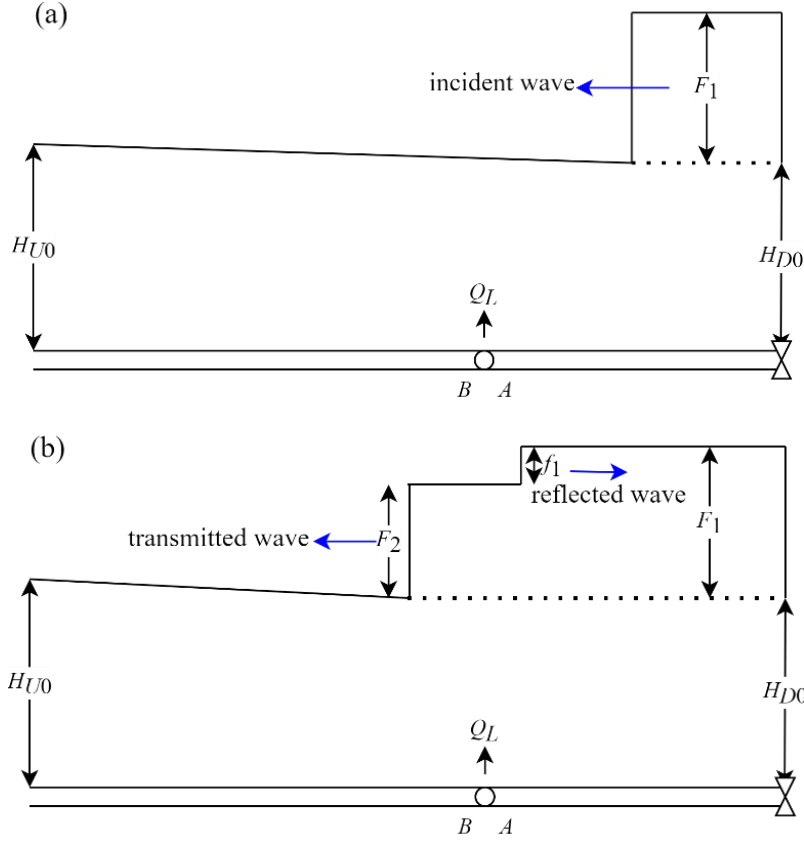 (a)
incident wave
F1
HU0
HD0
QL
B A
(b)
f1
reflected wave
transmitted wave
F2
F1
HU0
HD0
QL
B A